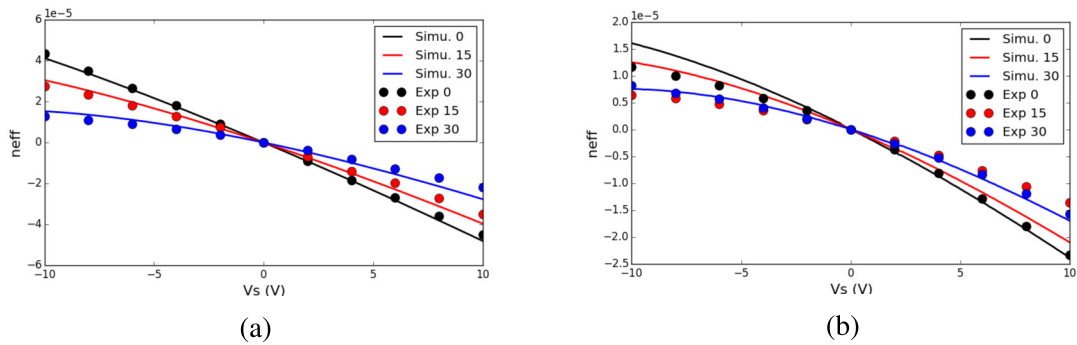 1e−5
6
4
2
0
−2
−4
−6
neff
−10
−5
0
5
10
Vs (V)
Simu. 0
Simu. 15
Simu. 30
Exp 0
Exp 15
Exp 30
(a)
1e−5
2.0
1.5
1.0
0.5
0.0
−0.5
−1.0
−1.5
−2.0
−2.5
neff
−10
−5
0
5
10
Vs (V)
Simu. 0
Simu. 15
Simu. 30
Exp 0
Exp 15
Exp 30
(b)